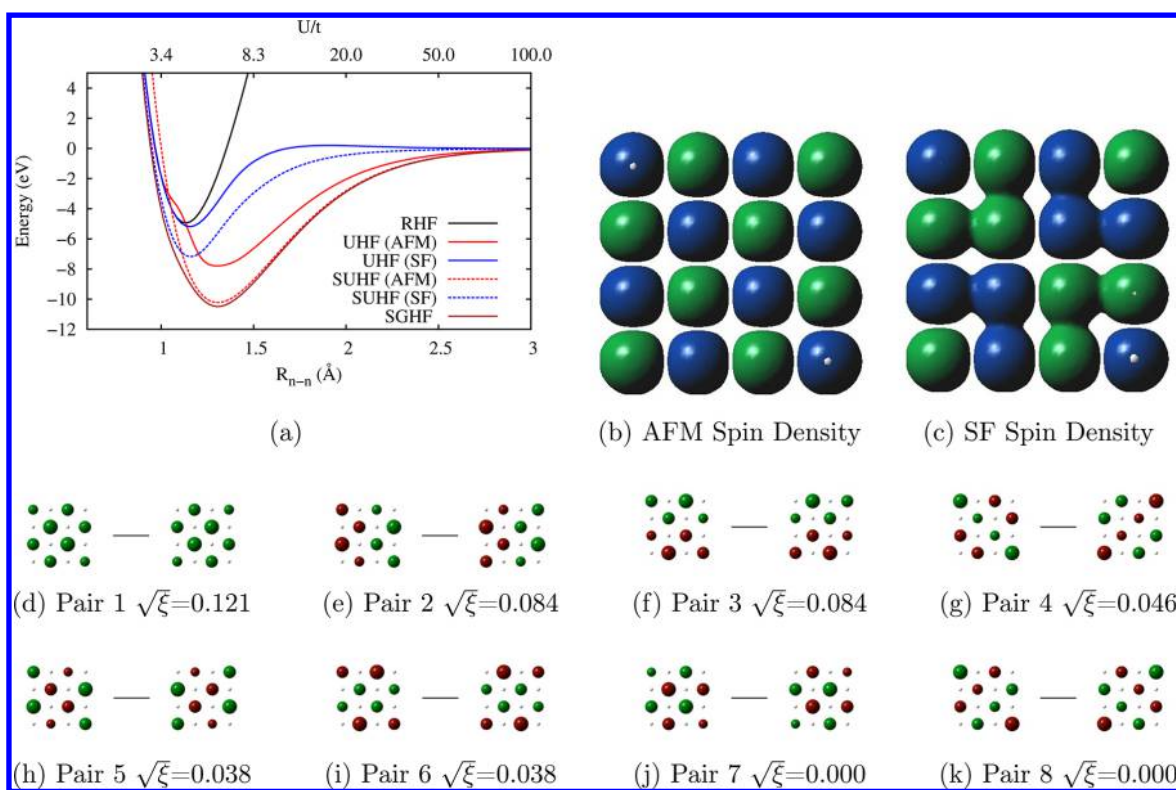 U/t
3.4 8.3 20.0 50.0 100.0
4
2
0
−2
−4
−6
−8
−10
−12
Energy (eV)
RHF
UHF (AFM)
UHF (SF)
SUHF (AFM)
SUHF (SF)
SGHF
1 1.5 2 2.5 3
Rn−n (Å)
(a)
(b) AFM Spin Density
(c) SF Spin Density
(d) Pair 1 √ξ=0.121
(e) Pair 2 √ξ=0.084
(f) Pair 3 √ξ=0.084
(g) Pair 4 √ξ=0.046
(h) Pair 5 √ξ=0.038
(i) Pair 6 √ξ=0.038
(j) Pair 7 √ξ=0.000
(k) Pair 8 √ξ=0.000